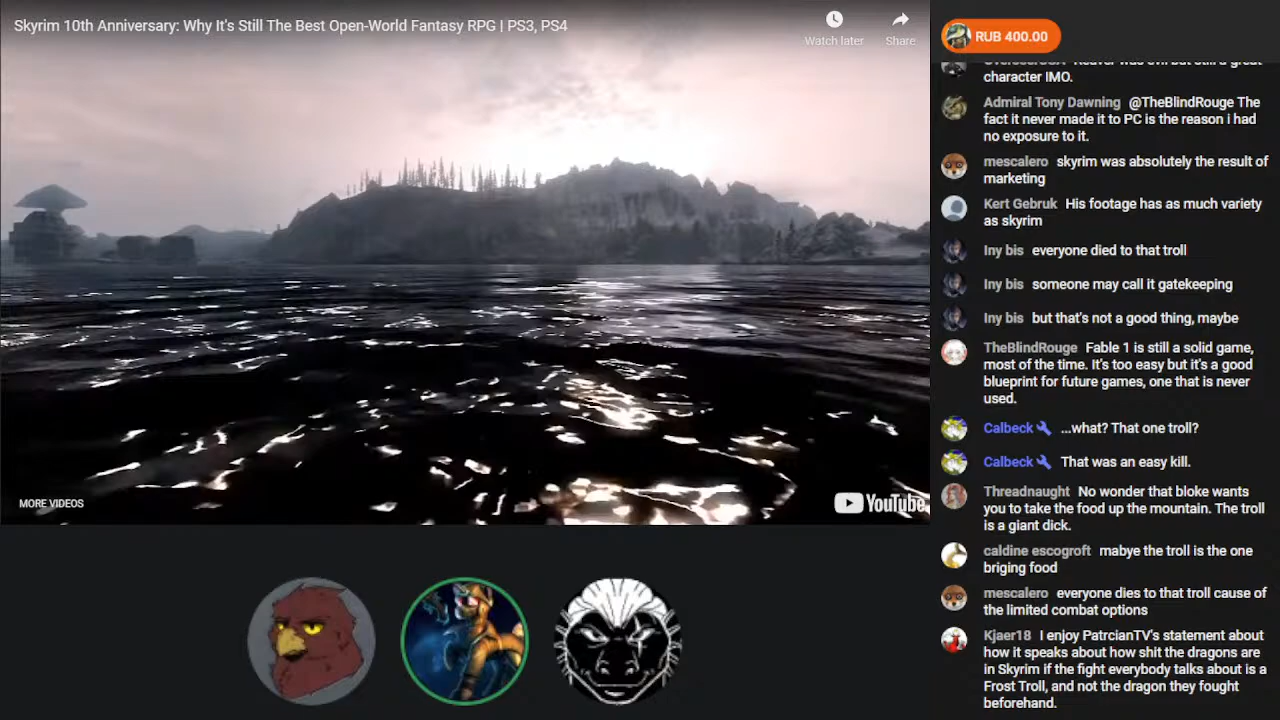 Skyrim 10th Anniversary: Why It's Still The Best Open-World Fantasy RPG | PS3, PS4
Watch later
Share
MORE VIDEOS
YouTube
RUB 400.00
Reaver was evil but still a great
character IMO.
Admiral Tony Dawning @TheBlindRouge The
fact it never made it to PC is the reason i had
no exposure to it.
mescalero skyrim was absolutely the result of
marketing
Kert Gebruk His footage has as much variety
as skyrim
Iny bis everyone died to that troll
Iny bis someone may call it gatekeeping
Iny bis but that's not a good thing, maybe
TheBlindRouge Fable 1 is still a solid game,
most of the time. It's too easy but it's a good
blueprint for future games, one that is never
used.
Calbeck ...what? That one troll?
Calbeck That was an easy kill.
Threadnaught No wonder that bloke wants
you to take the food up the mountain. The troll
is a giant dick.
caldine escogroft mabye the troll is the one
briging food
mescalero everyone dies to that troll cause of
the limited combat options
Kjaer18 I enjoy PatrcianTV's statement about
how it speaks about how shit the dragons are
in Skyrim if the fight everybody talks about is a
Frost Troll, and not the dragon they fought
beforehand.